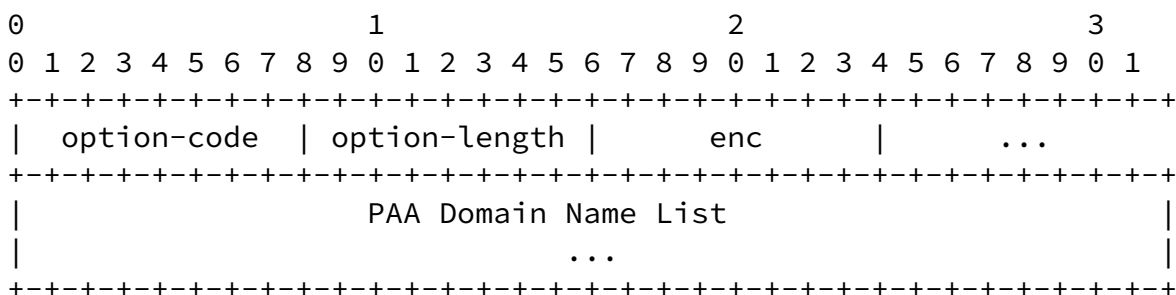 0                   1                   2                   3
0 1 2 3 4 5 6 7 8 9 0 1 2 3 4 5 6 7 8 9 0 1 2 3 4 5 6 7 8 9 0 1
+-+-+-+-+-+-+-+-+-+-+-+-+-+-+-+-+-+-+-+-+-+-+-+-+-+-+-+-+-+-+-+-+
|  option-code  | option-length |      enc        |      ...
+-+-+-+-+-+-+-+-+-+-+-+-+-+-+-+-+-+-+-+-+-+-+-+-+-+-+-+-+-+-+-+-+
|                   PAA Domain Name List                        |
|                              ...                              |
+-+-+-+-+-+-+-+-+-+-+-+-+-+-+-+-+-+-+-+-+-+-+-+-+-+-+-+-+-+-+-+-+